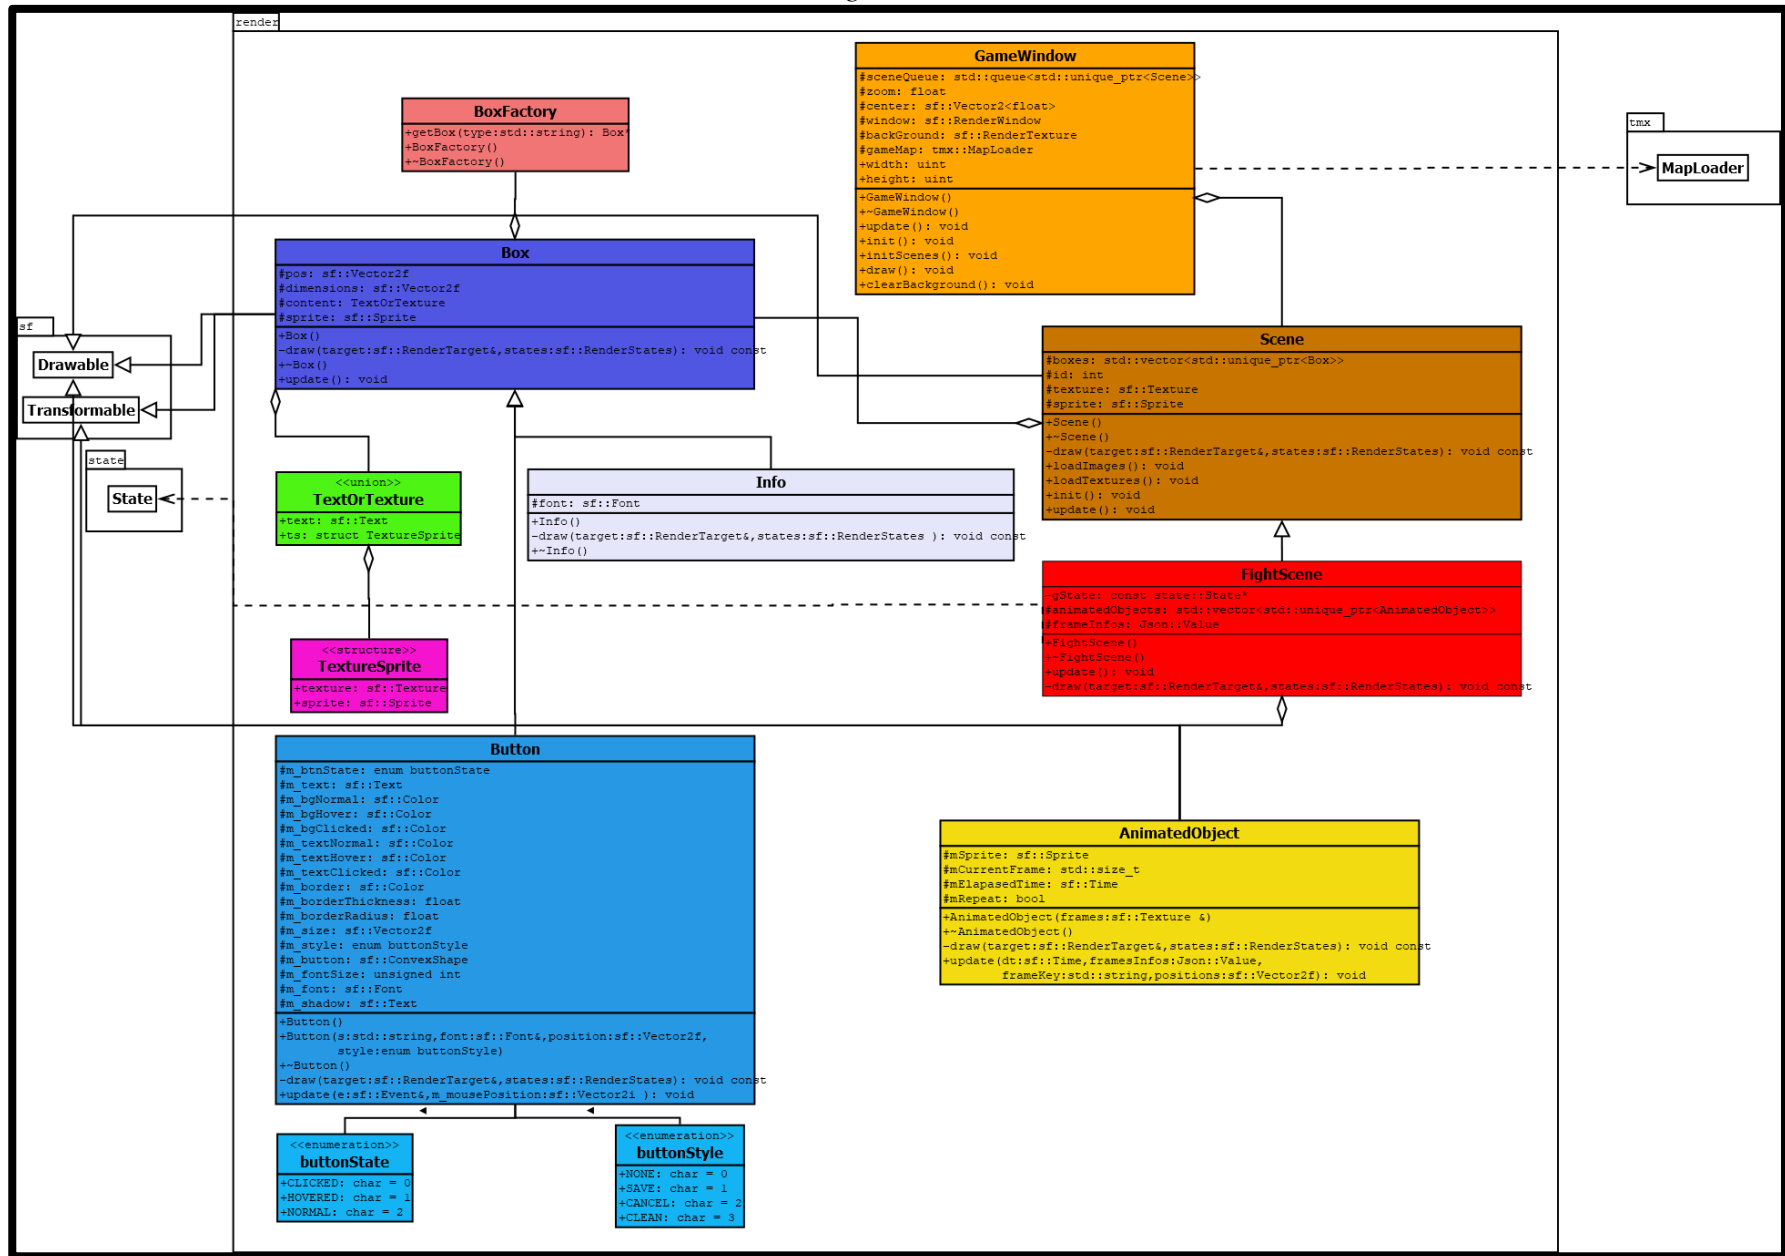 render
GameWindow
#sceneQueue: std::queue<std::unique_ptr<Scene>>
#zoom: float
#center: sf::Vector2<float>
#window: sf::RenderWindow
#backGround: sf::RenderTexture
#gameMap: tmx::MapLoader
+width: uint
+height: uint
+GameWindow()
+~GameWindow()
+update(): void
+init(): void
+initScenes(): void
+draw(): void
+clearBackground(): void
BoxFactory
+getBox(type:std::string): Box*
+BoxFactory()
+~BoxFactory()
tmx
MapLoader
Box
#pos: sf::Vector2f
#dimensions: sf::Vector2f
#content: TextOrTexture
#sprite: sf::Sprite
+Box()
-draw(target:sf::RenderTarget&,states:sf::RenderStates): void const
+~Box()
+update(): void
sf
Drawable
Transformable
state
State
Scene
#boxes: std::vector<std::unique_ptr<Box>>
#id: int
#texture: sf::Texture
#sprite: sf::Sprite
+Scene()
+~Scene()
-draw(target:sf::RenderTarget&,states:sf::RenderStates): void const
+loadImages(): void
+loadTextures(): void
+init(): void
+update(): void
<<union>>
TextOrTexture
+text: sf::Text
+ts: struct TextureSprite
Info
#font: sf::Font
+Info()
-draw(target:sf::RenderTarget&,states:sf::RenderStates ): void const
+~Info()
FightScene
-gState: const state::State*
#animatedObjects: std::vector<std::unique_ptr<AnimatedObject>>
#frameInfos: Json::Value
+FightScene()
+~FightScene()
+update(): void
-draw(target:sf::RenderTarget&,states:sf::RenderStates): void const
<<structure>>
TextureSprite
+texture: sf::Texture
+sprite: sf::Sprite
Button
#m_btnState: enum buttonState
#m_text: sf::Text
#m_bgNormal: sf::Color
#m_bgHover: sf::Color
#m_bgClicked: sf::Color
#m_textNormal: sf::Color
#m_textHover: sf::Color
#m_textClicked: sf::Color
#m_border: sf::Color
#m_borderThickness: float
#m_borderRadius: float
#m_size: sf::Vector2f
#m_style: enum buttonStyle
#m_button: sf::ConvexShape
#m_fontSize: unsigned int
#m_font: sf::Font
#m_shadow: sf::Text
+Button()
+Button(s:std::string,font:sf::Font&,position:sf::Vector2f,
style:enum buttonStyle)
+~Button()
-draw(target:sf::RenderTarget&,states:sf::RenderStates): void const
+update(e:sf::Event&,m_mousePosition:sf::Vector2i ): void
AnimatedObject
#mSprite: sf::Sprite
#mCurrentFrame: std::size_t
#mElapasedTime: sf::Time
#mRepeat: bool
+AnimatedObject(frames:sf::Texture &)
+~AnimatedObject()
-draw(target:sf::RenderTarget&,states:sf::RenderStates): void const
+update(dt:sf::Time,framesInfos:Json::Value,
frameKey:std::string,positions:sf::Vector2f): void
<<enumeration>>
buttonState
+CLICKED: char = 0
+HOVERED: char = 1
+NORMAL: char = 2
<<enumeration>>
buttonStyle
+NONE: char = 0
+SAVE: char = 1
+CANCEL: char = 2
+CLEAN: char = 3